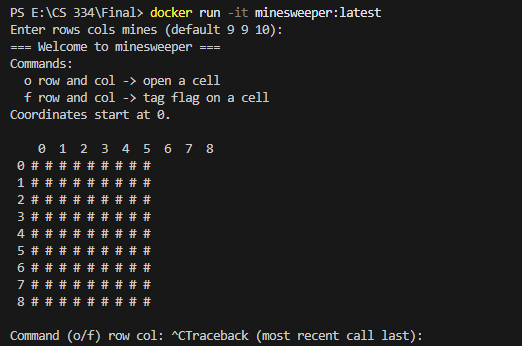 PS E:\CS 334\Final> docker run -it minesweeper:latest
Enter rows cols mines (default 9 9 10):
=== Welcome to minesweeper ===
Commands:
  o row and col -> open a cell
  f row and col -> tag flag on a cell
Coordinates start at 0.

    0  1  2  3  4  5  6  7  8
 0 # # # # # # # # #
 1 # # # # # # # # #
 2 # # # # # # # # #
 3 # # # # # # # # #
 4 # # # # # # # # #
 5 # # # # # # # # #
 6 # # # # # # # # #
 7 # # # # # # # # #
 8 # # # # # # # # #

Command (o/f) row col: ^CTraceback (most recent call last):